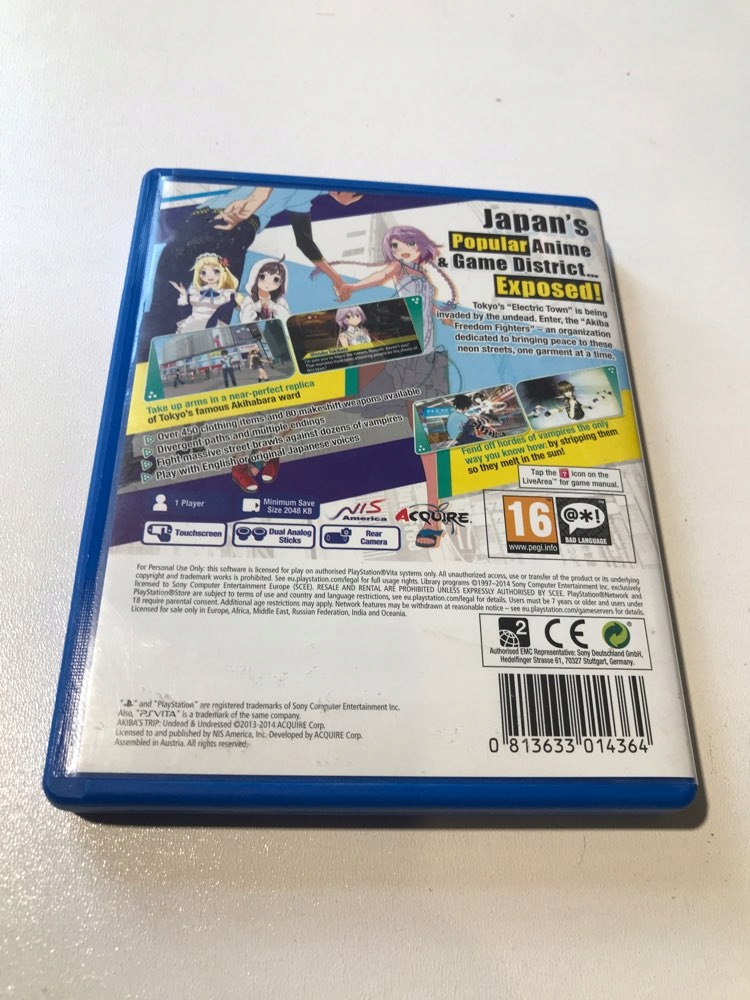 Japan's
Popular Anime
& Game District...
Exposed!
Tokyo's "Electric Town" is being
invaded by the undead. Enter, the "Akiba
Freedom Fighters" – an organization
dedicated to bringing peace to these
neon streets, one garment at a time.
Take up arms in a near-perfect replica
of Tokyo's famous Akihabara ward
Over 450 clothing items and 80 makeshift weapons available
Divergent paths and multiple endings
Fight massive street brawls against dozens of vampires
Play with English or original Japanese voices
Fend off hordes of vampires the only
way you know how: by stripping them
so they melt in the sun!
Tap the ? icon on the
LiveArea™ for game manual.
1 Player
Minimum Save
Size 2048 KB
NIS
America
ACQUIRE.
Touchscreen
Dual Analog
Sticks
Rear
Camera
16
www.pegi.info
@*!
BAD LANGUAGE
For Personal Use Only: this software is licensed for play on authorised PlayStation®Vita systems only. All unauthorized access, use or transfer of the product or its underlying
copyright and trademark works is prohibited. See eu.playstation.com/legal for full usage rights. Library programs ©1997–2014 Sony Computer Entertainment Inc. exclusively
licensed to Sony Computer Entertainment Europe (SCEE). RESALE AND RENTAL ARE PROHIBITED UNLESS EXPRESSLY AUTHORISED BY SCEE. PlayStation®Network and
PlayStation®Store are subject to terms of use and country and language restrictions, see eu.playstation.com/legal for details. Users must be 7 years or older and users under
18 require parental consent. Additional age restrictions may apply. Network features may be withdrawn at reasonable notice – see eu.playstation.com/gameservers for details.
Licensed for sale only in Europe, Africa, Middle East, Russian Federation, India and Oceania.
2
CE
Authorised EMC Representative: Sony Deutschland GmbH,
Hedelfinger Strasse 61, 70327 Stuttgart, Germany.
" " and "PlayStation" are registered trademarks of Sony Computer Entertainment Inc.
Also, "PSVITA" is a trademark of the same company.
AKIBA'S TRIP: Undead & Undressed ©2013-2014 ACQUIRE Corp.
Licensed to and published by NIS America, Inc. Developed by ACQUIRE Corp.
Assembled in Austria. All rights reserved.
0 813633 014364